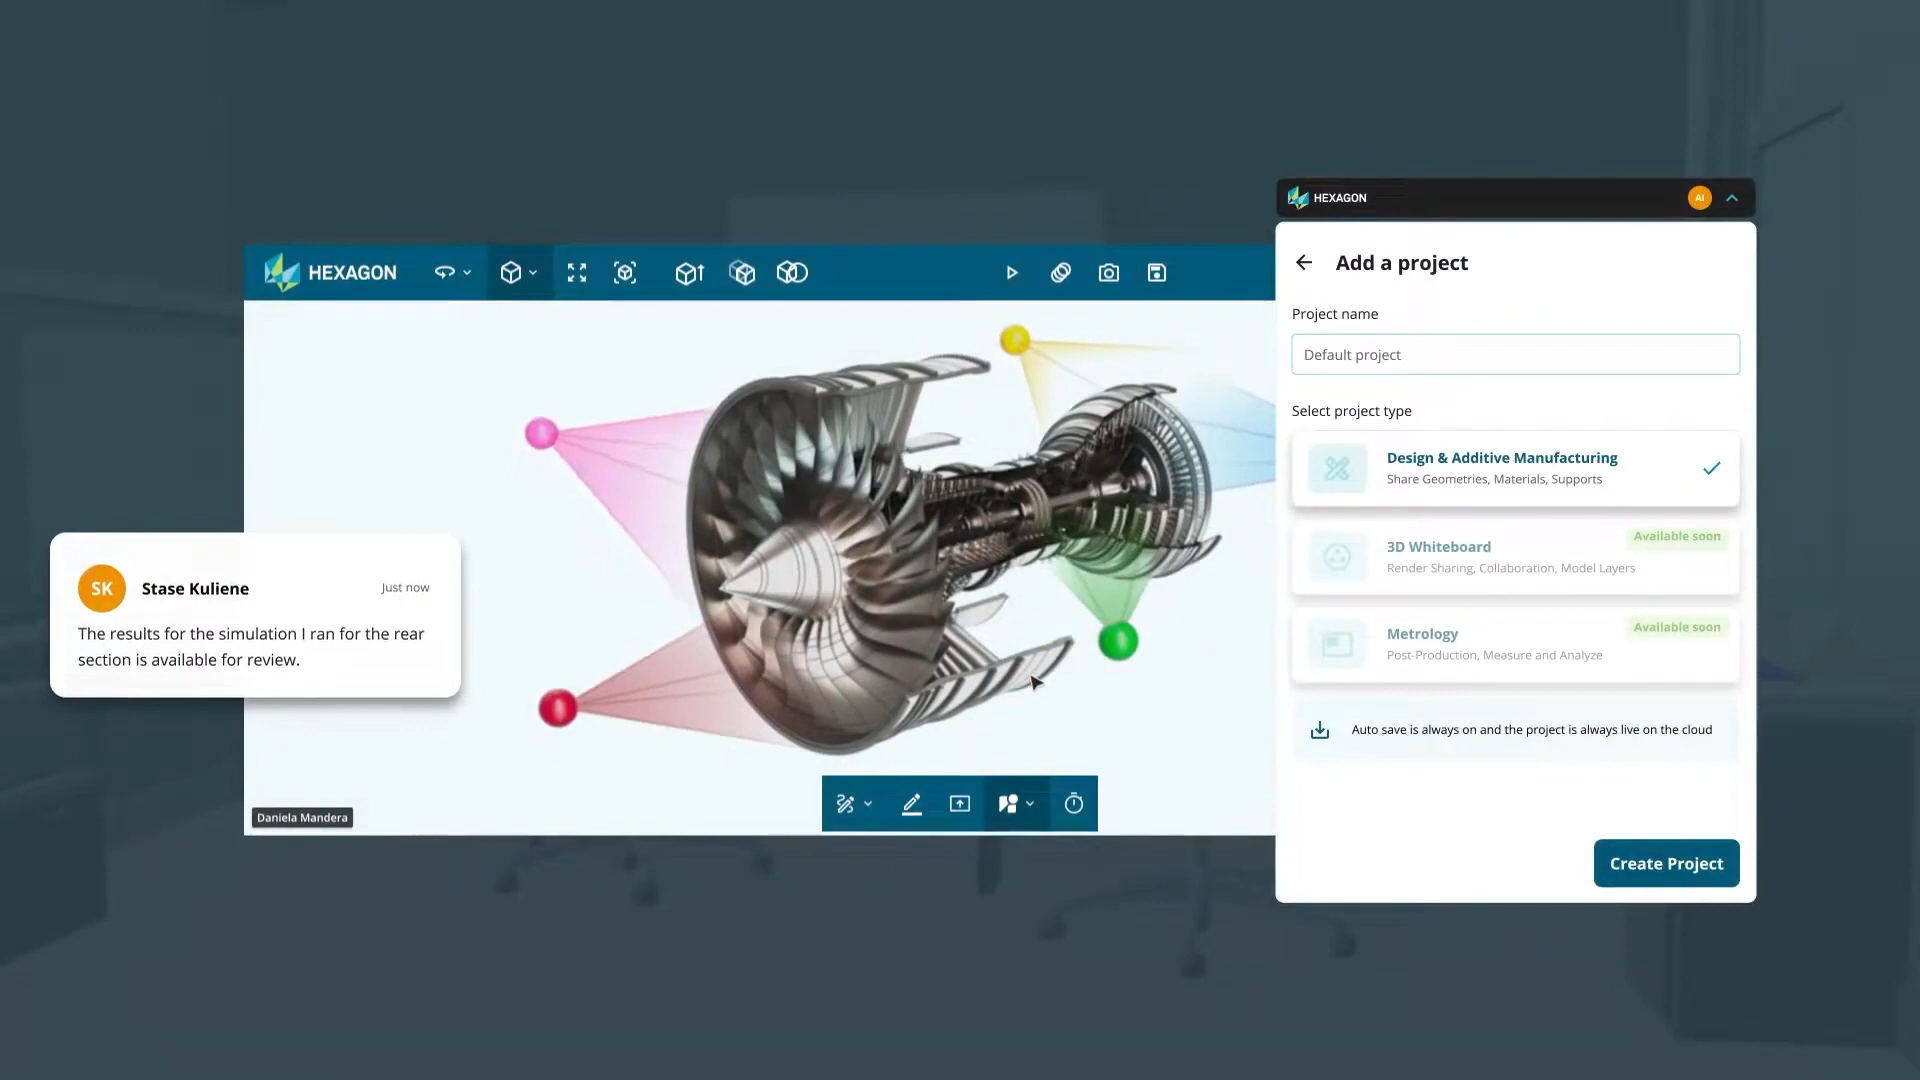 HEXAGON
AI
HEXAGON
Add a project
Project name
Default project
Select project type
Design & Additive Manufacturing
Share Geometries, Materials, Supports
Available soon
3D Whiteboard
Render Sharing, Collaboration, Model Layers
Available soon
Metrology
Post-Production, Measure and Analyze
Auto save is always on and the project is always live on the cloud
Create Project
SK
Stase Kuliene
Just now
The results for the simulation I ran for the rear
section is available for review.
Daniela Mandera